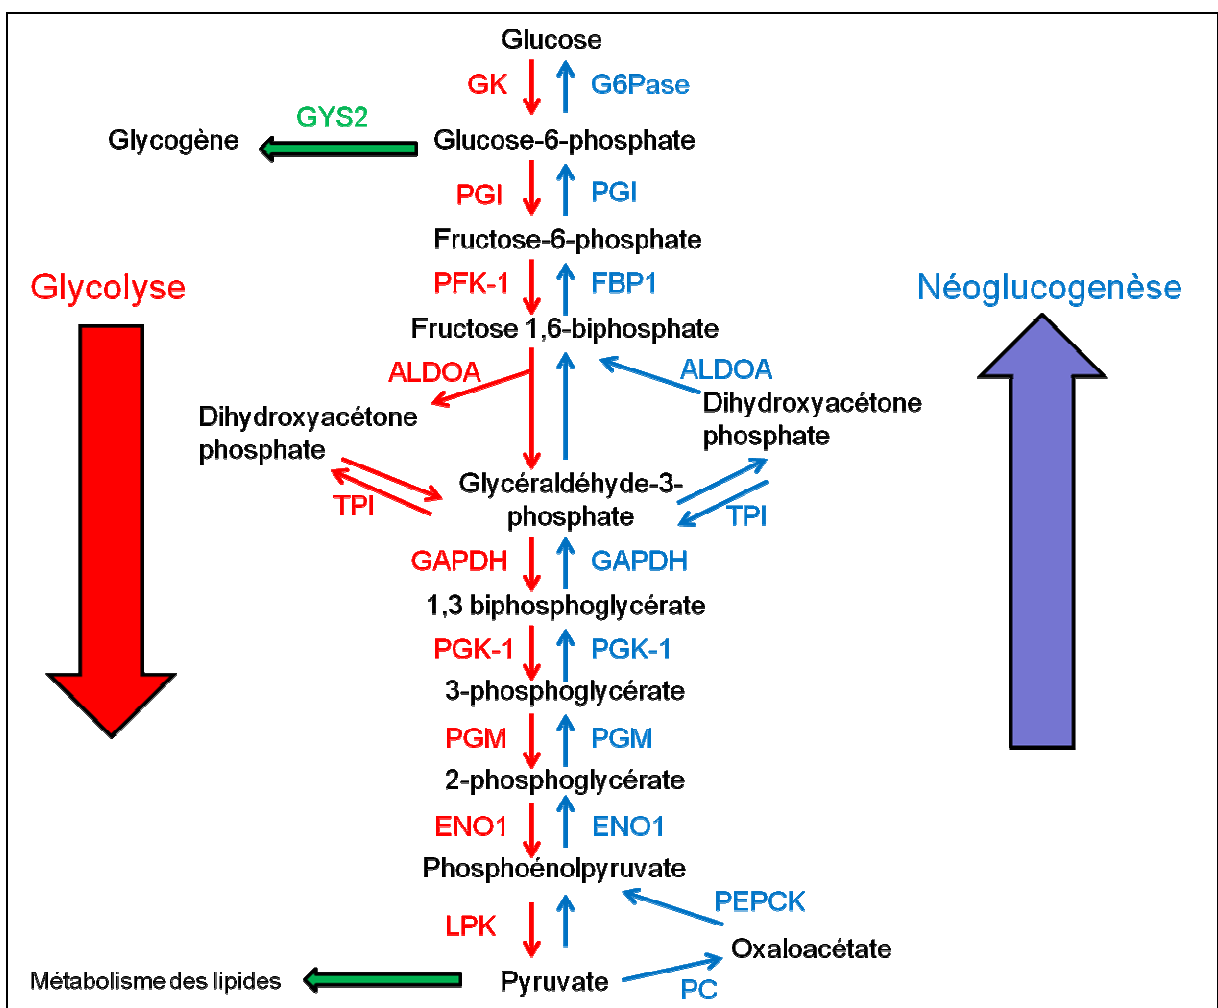 Glucose
GK
G6Pase
GYS2
Glycogène
Glucose-6-phosphate
PGI
PGI
Fructose-6-phosphate
Glycolyse
PFK-1
FBP1
Néoglucogenèse
Fructose 1,6-biphosphate
ALDOA
ALDOA
Dihydroxyacétone
phosphate
Dihydroxyacétone
phosphate
Glycéraldéhyde-3-
phosphate
TPI
TPI
GAPDH
GAPDH
1,3 biphosphoglycérate
PGK-1
PGK-1
3-phosphoglycérate
PGM
PGM
2-phosphoglycérate
ENO1
ENO1
Phosphoénolpyruvate
PEPCK
LPK
Oxaloacétate
Métabolisme des lipides
Pyruvate
PC